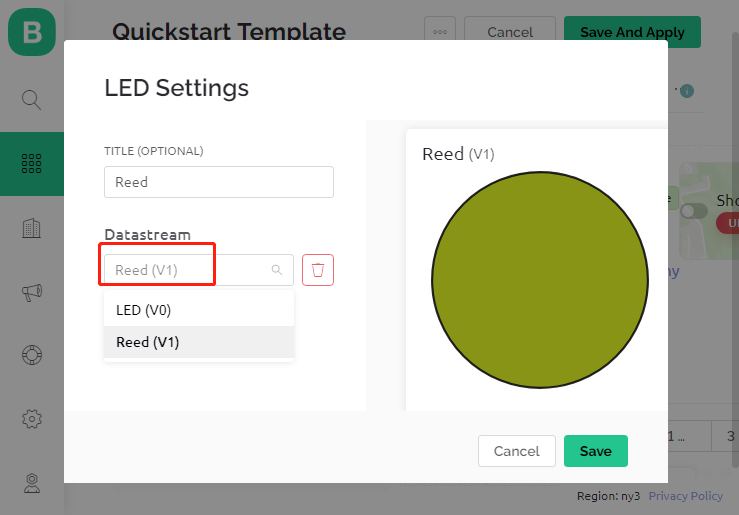 B
Quickstart Template
Cancel
Save And Apply
LED Settings
TITLE (OPTIONAL)
Reed
Datastream
Reed (V1)
LED (V0)
Reed (V1)
Reed (V1)
Cancel
Save
1 ...
3
Region: ny3 Privacy Policy